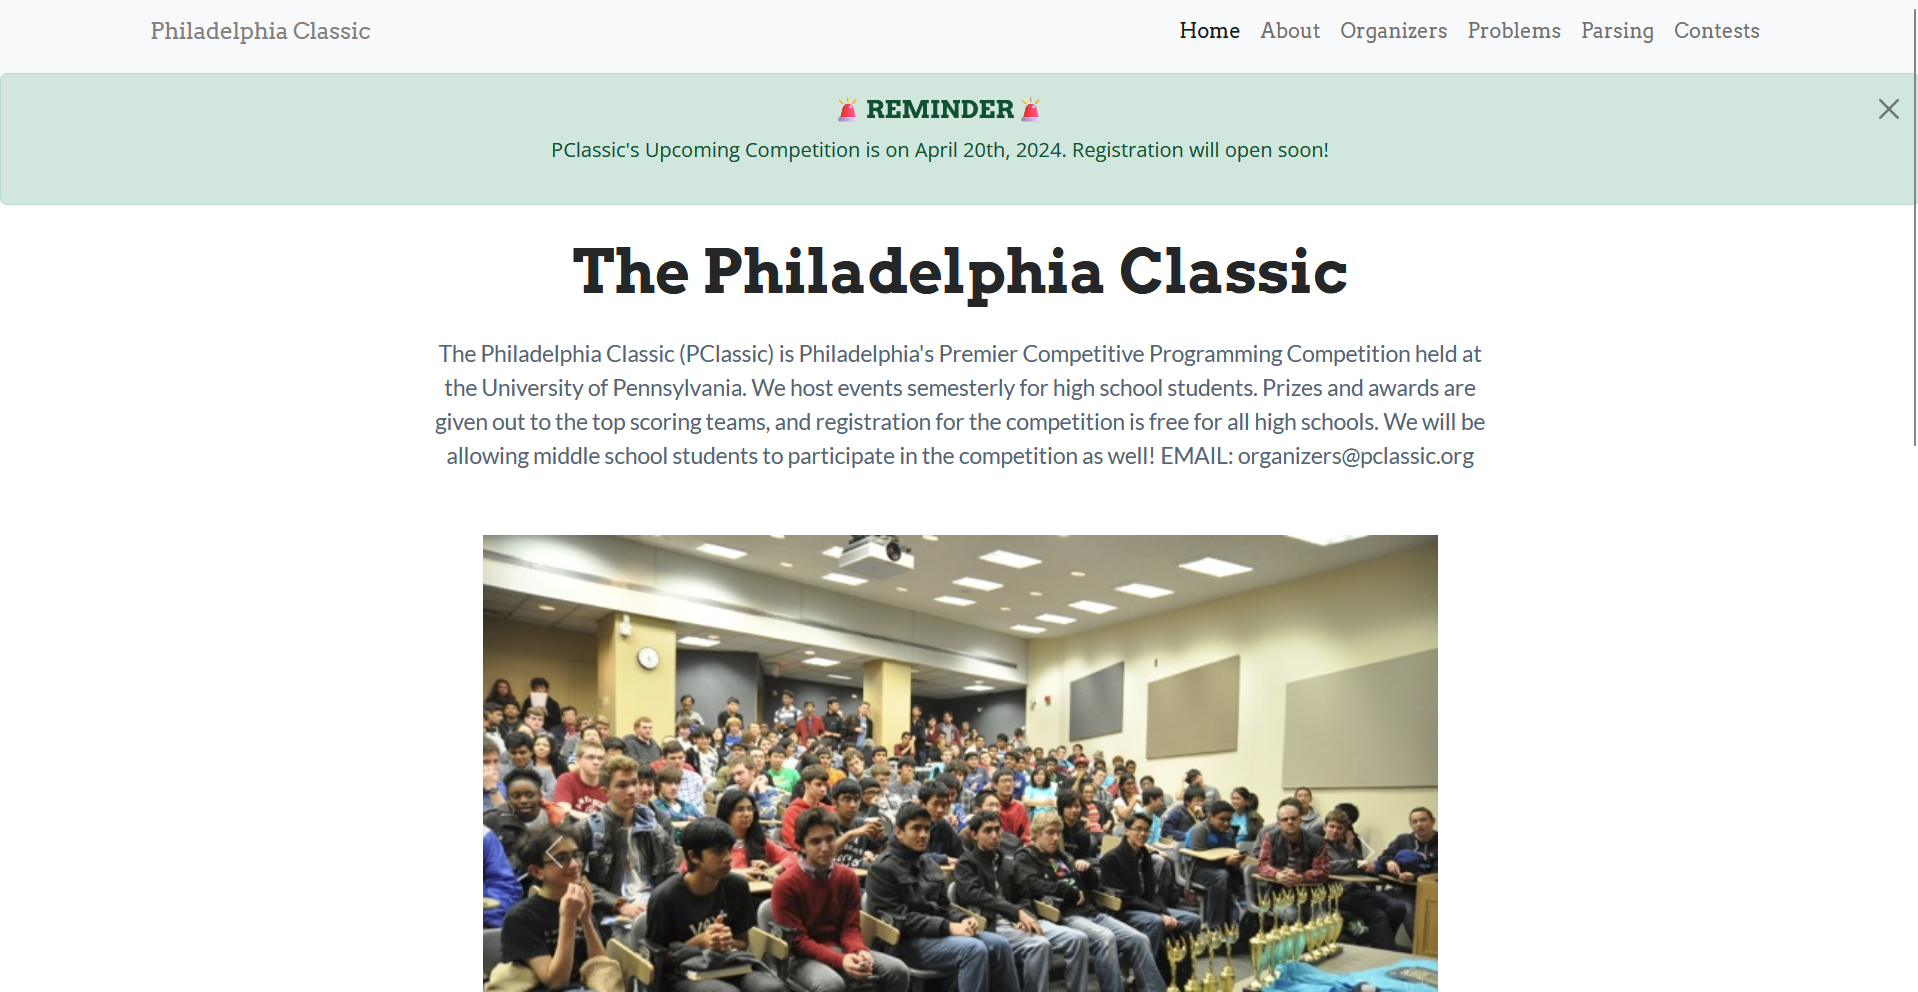 Philadelphia Classic
Home About Organizers Problems Parsing Contests
🚨 REMINDER 🚨
PClassic's Upcoming Competition is on April 20th, 2024. Registration will open soon!
The Philadelphia Classic
The Philadelphia Classic (PClassic) is Philadelphia's Premier Competitive Programming Competition held at
the University of Pennsylvania. We host events semesterly for high school students. Prizes and awards are
given out to the top scoring teams, and registration for the competition is free for all high schools. We will be
allowing middle school students to participate in the competition as well! EMAIL: organizers@pclassic.org